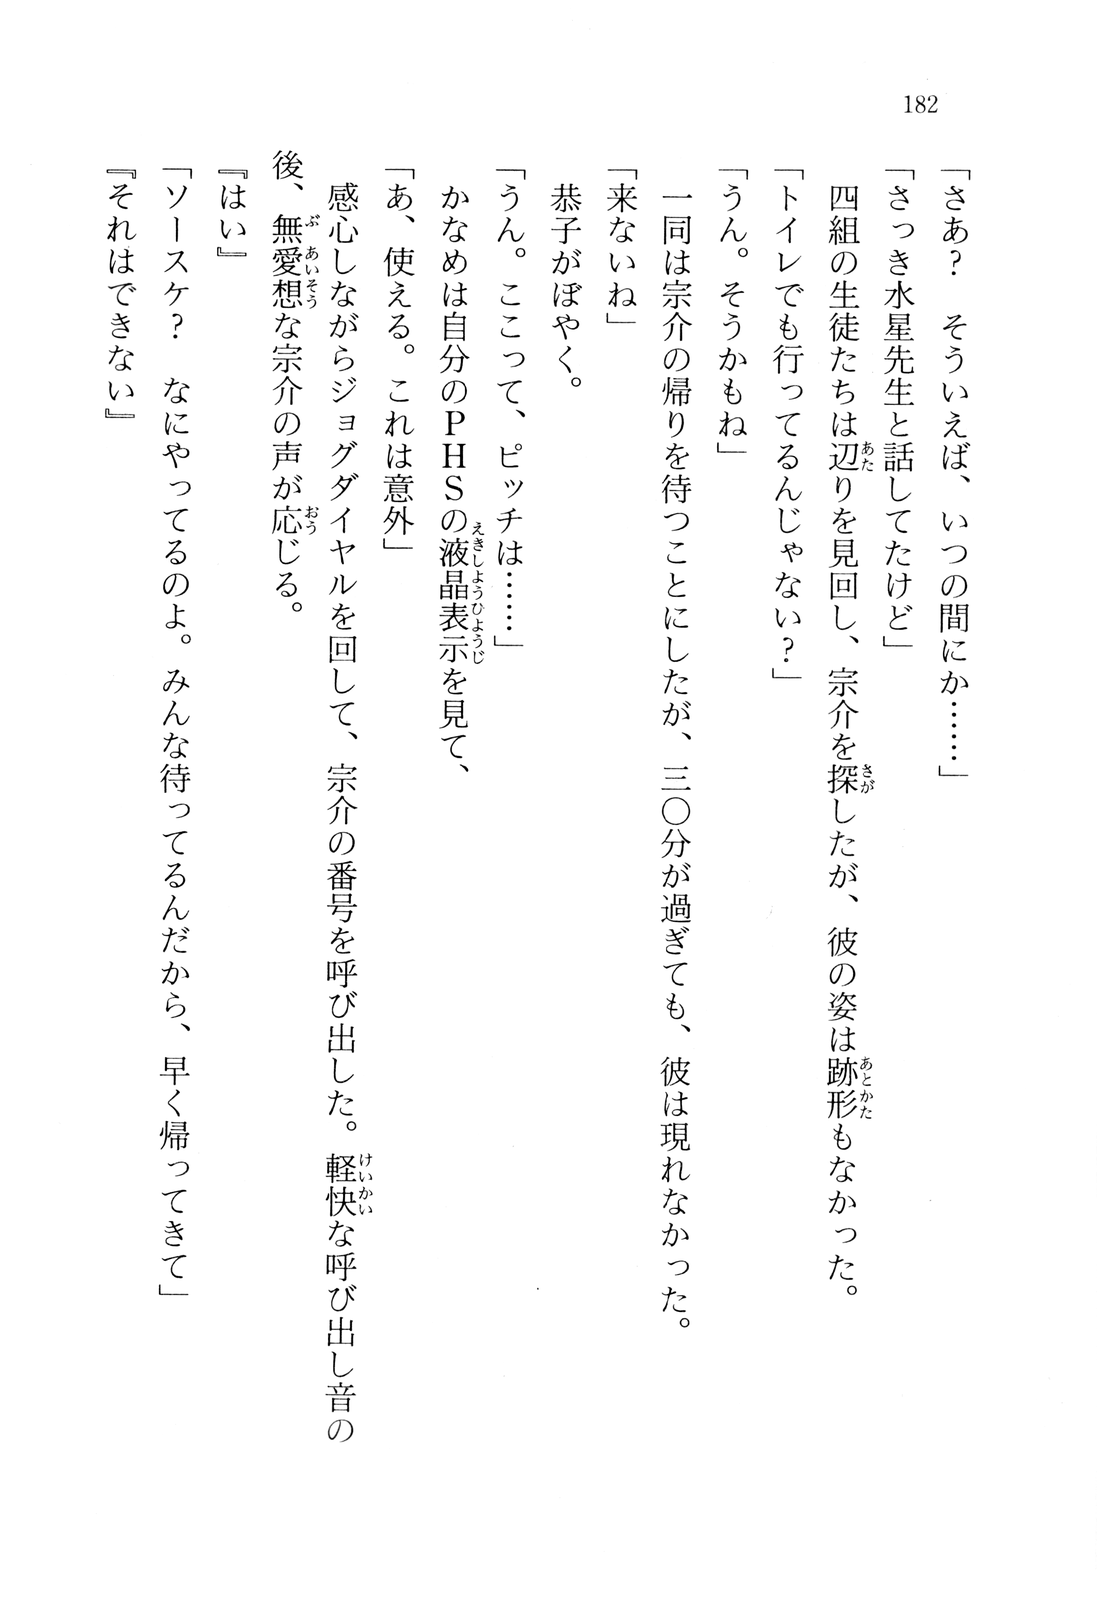 182
「さあ？　そういえば、いつの間にか……」
「さっき水星先生と話してたけど」
　四組の生徒たちは辺りを見回し、宗介を探したが、彼の姿は跡形もなかった。
「トイレでも行ってるんじゃない？」
「うん。そうかもね」
　一同は宗介の帰りを待つことにしたが、三〇分が過ぎても、彼は現れなかった。
「来ないね」
　恭子がぼやく。
「うん。ここって、ピッチは……」
　かなめは自分のＰＨＳの液晶表示を見て、
「あ、使える。これは意外」
　感心しながらジョグダイヤルを回して、宗介の番号を呼び出した。軽快な呼び出し音の
後、無愛想な宗介の声が応じる。
『はい』
「ソースケ？　なにやってるのよ。みんな待ってるんだから、早く帰ってきて」
『それはできない』